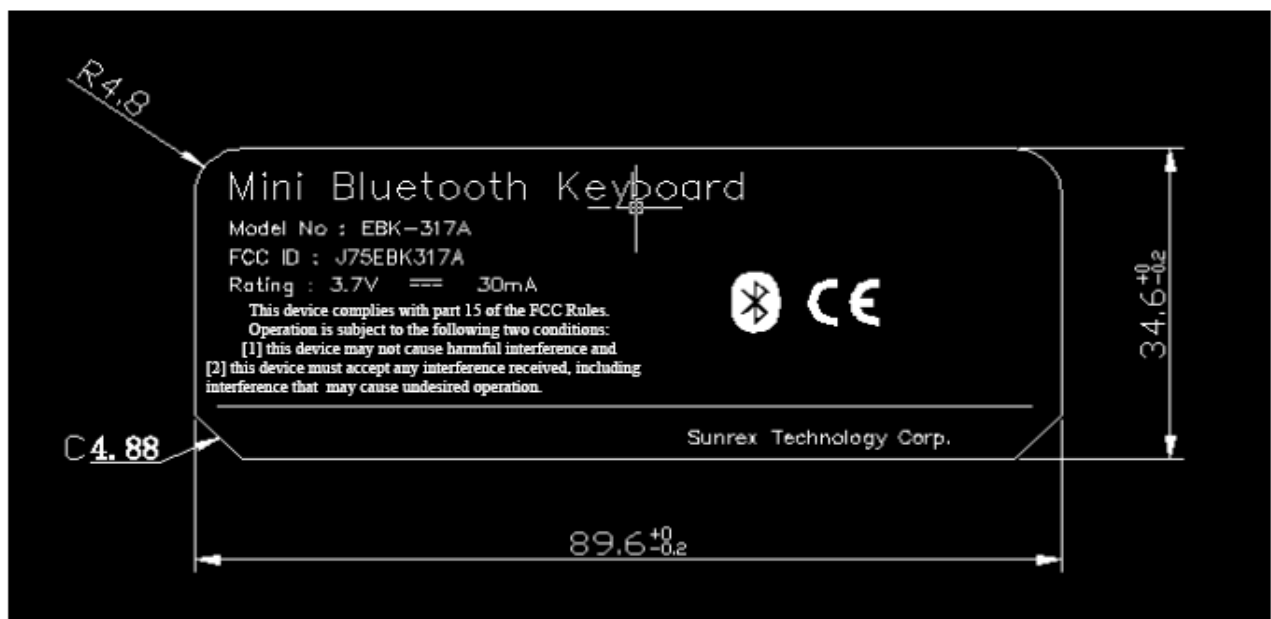 R4.8
Mini Bluetooth Keyboard
Model No : EBK-317A
FCC ID : J75EBK317A
Rating : 3.7V ⎓ 30mA
This device complies with part 15 of the FCC Rules.
Operation is subject to the following two conditions:
[1] this device may not cause harmful interference and
[2] this device must accept any interference received, including
interference that may cause undesired operation.
CE
34.6 +0 -0.2
C4.88
Sunrex Technology Corp.
89.6 +0 -0.2